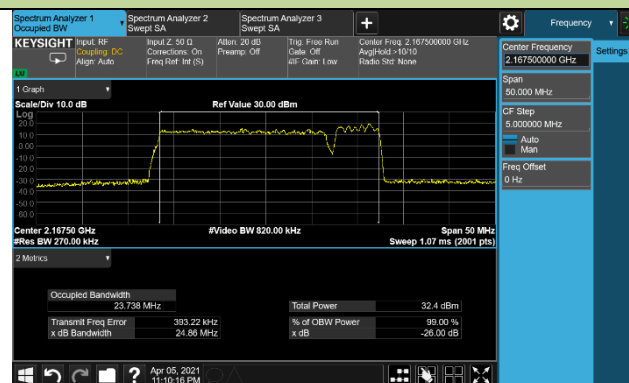 Spectrum Analyzer 1
Occupied BW
Spectrum Analyzer 2
Swept SA
Spectrum Analyzer 3
Swept SA
Frequency
KEYSIGHT
Input: RF
Coupling: DC
Align: Auto
Input Z: 50 Ω
Corrections: On
Freq Ref: Int (S)
Atten: 20 dB
Preamp: Off
Trig: Free Run
Gate: Off
#IF Gain: Low
Center Freq: 2.167500000 GHz
Avg|Hold:>10/10
Radio Std: None
Center Frequency
2.167500000 GHz
Settings
Span
50.000 MHz
CF Step
5.000000 MHz
Auto
Man
Freq Offset
0 Hz
1 Graph
Scale/Div 10.0 dB
Ref Value 30.00 dBm
Log
20.0
10.0
0.00
-10.0
-20.0
-30.0
-40.0
-50.0
-60.0
Center 2.16750 GHz
#Video BW 820.00 kHz
Span 50 MHz
#Res BW 270.00 kHz
Sweep 1.07 ms (2001 pts)
2 Metrics
Occupied Bandwidth
23.738 MHz
Total Power
32.4 dBm
Transmit Freq Error
393.22 kHz
% of OBW Power
99.00 %
x dB Bandwidth
24.86 MHz
x dB
-26.00 dB
Apr 05, 2021
11:10:16 PM